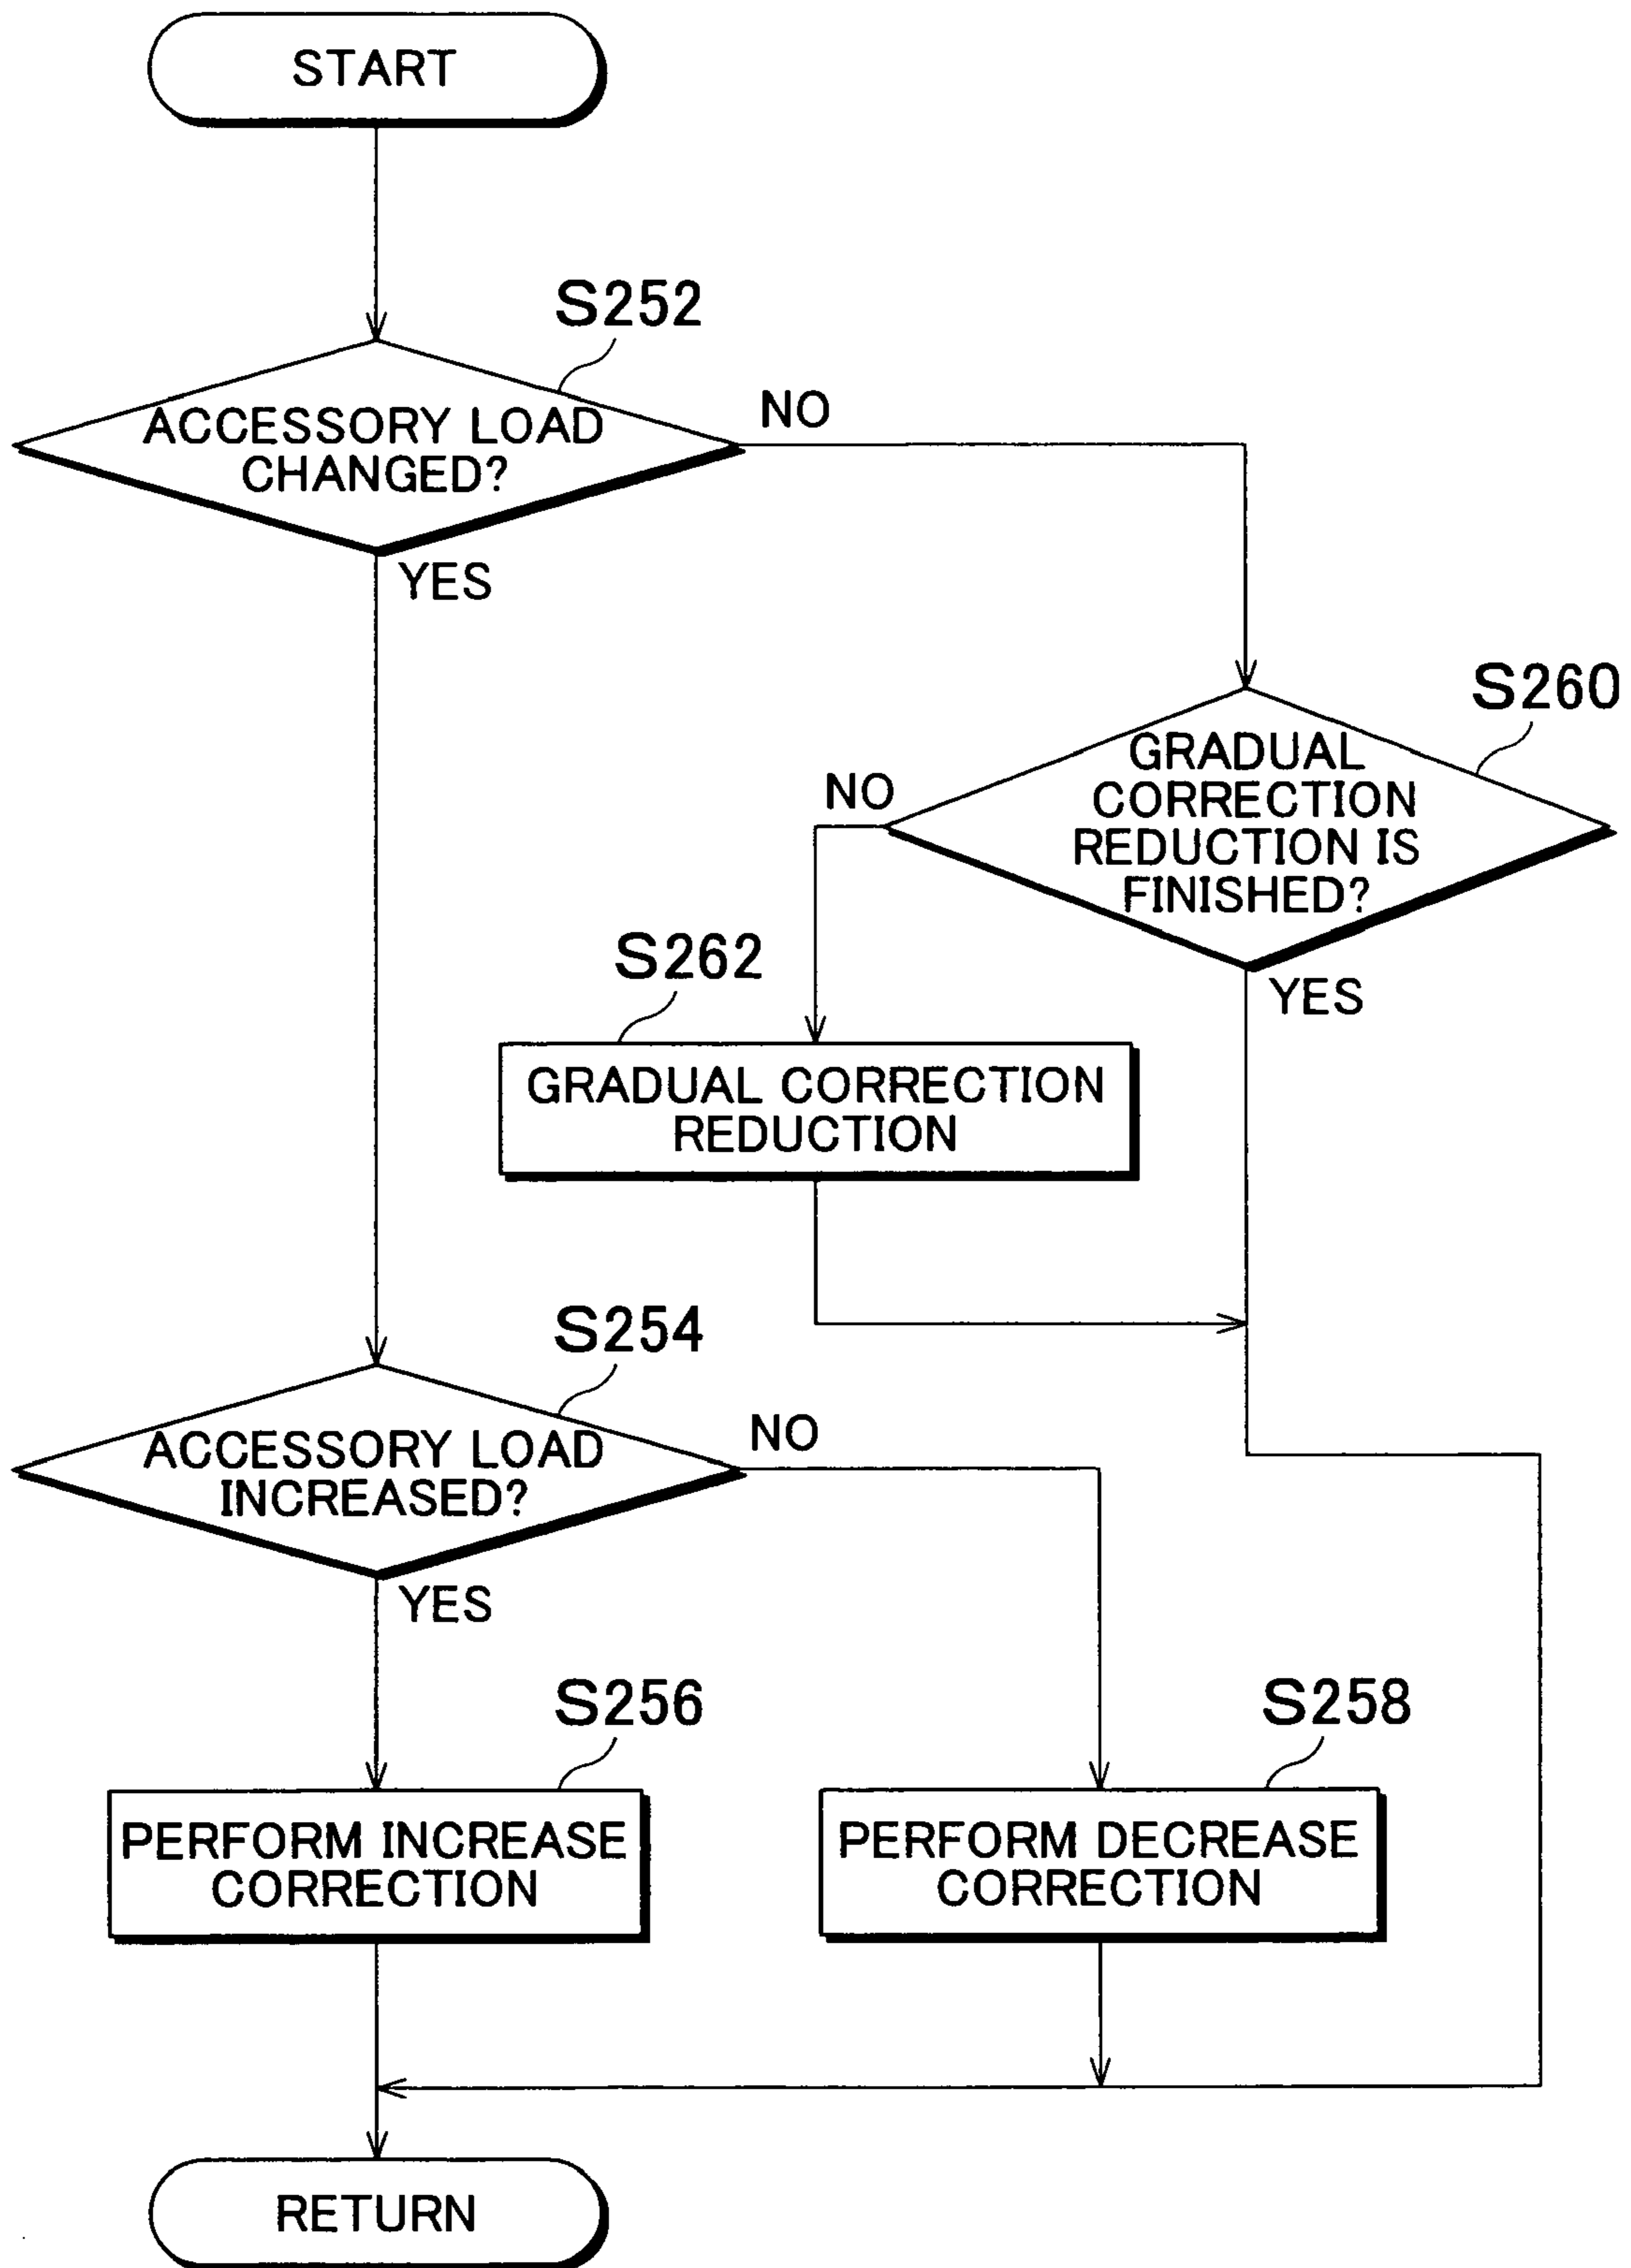 START
S252
ACCESSORY LOAD
CHANGED?
NO
YES
S260
GRADUAL
CORRECTION
REDUCTION IS
FINISHED?
NO
YES
S262
GRADUAL CORRECTION
REDUCTION
S254
ACCESSORY LOAD
INCREASED?
NO
YES
S256
PERFORM INCREASE
CORRECTION
S258
PERFORM DECREASE
CORRECTION
RETURN